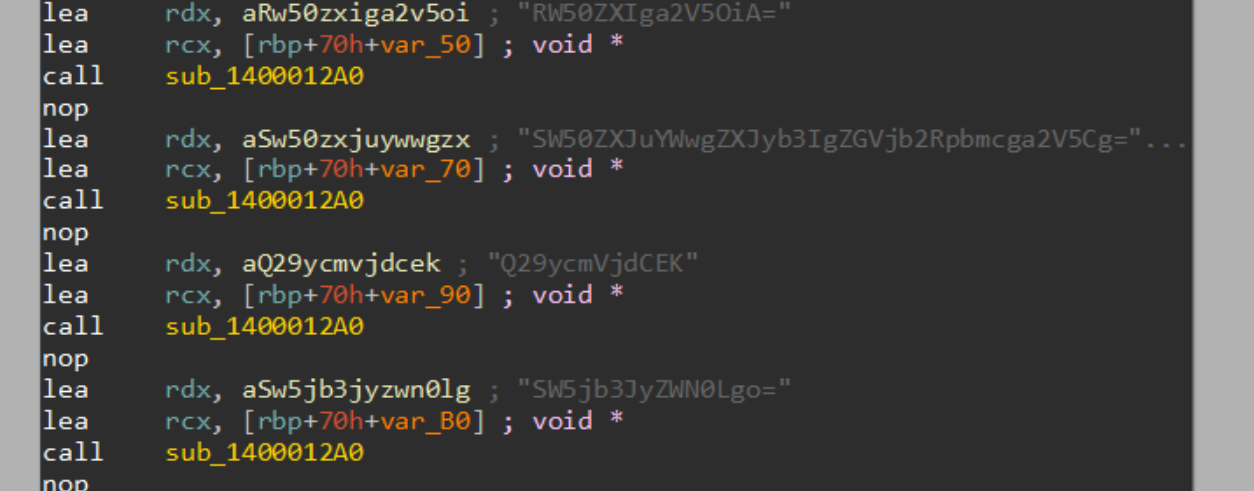 lea rdx, aRw50zxiga2v5oi ; "RW50ZXIga2V5OiA="
lea rcx, [rbp+70h+var_50] ; void *
call sub_1400012A0
nop
lea rdx, aSw50zxjuywwgzx ; "SW50ZXJuYWwgZXJyb3IgZGVjb2Rpbmcga2V5Cg="...
lea rcx, [rbp+70h+var_70] ; void *
call sub_1400012A0
nop
lea rdx, aQ29ycmvjdcek ; "Q29ycmVjdCEK"
lea rcx, [rbp+70h+var_90] ; void *
call sub_1400012A0
nop
lea rdx, aSw5jb3jyzwn0lg ; "SW5jb3JyZWN0Lgo="
lea rcx, [rbp+70h+var_B0] ; void *
call sub_1400012A0
nop